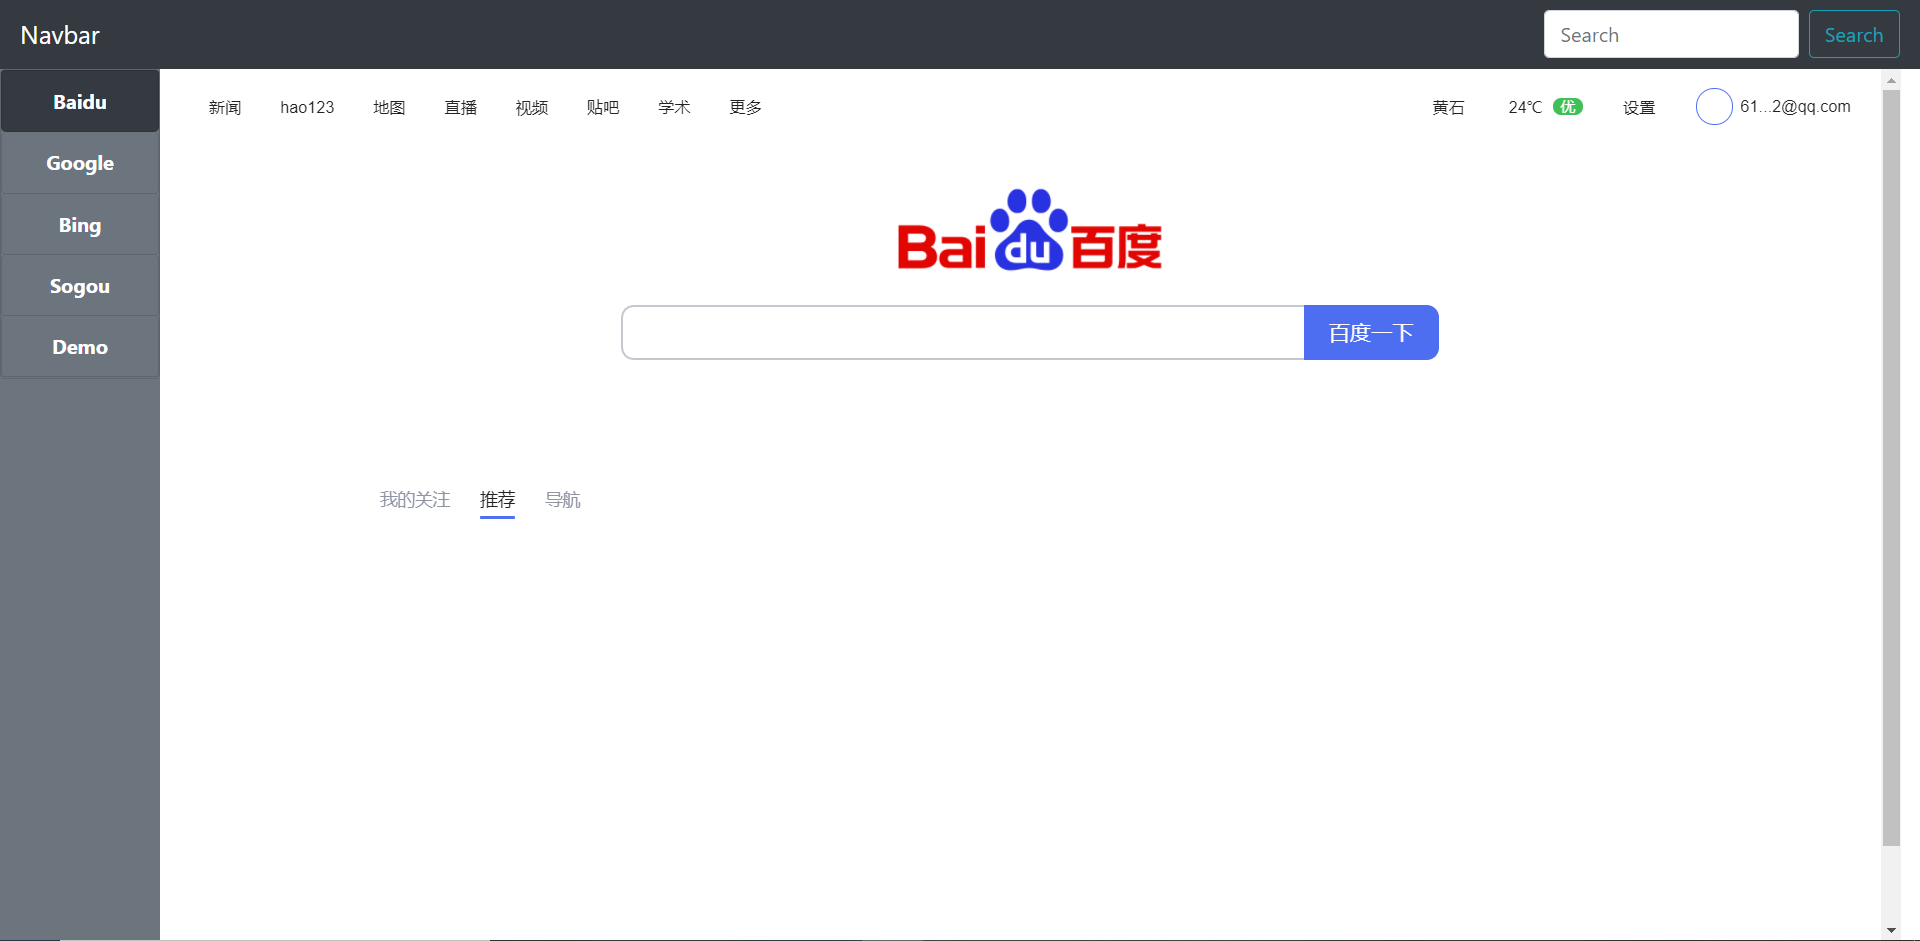 Navbar
Search
Search
Baidu
Google
Bing
Sogou
Demo
新闻 hao123 地图 直播 视频 贴吧 学术 更多
黄石 24℃ 优 设置 61...2@qq.com
Bai du 百度
百度一下
我的关注 推荐 导航